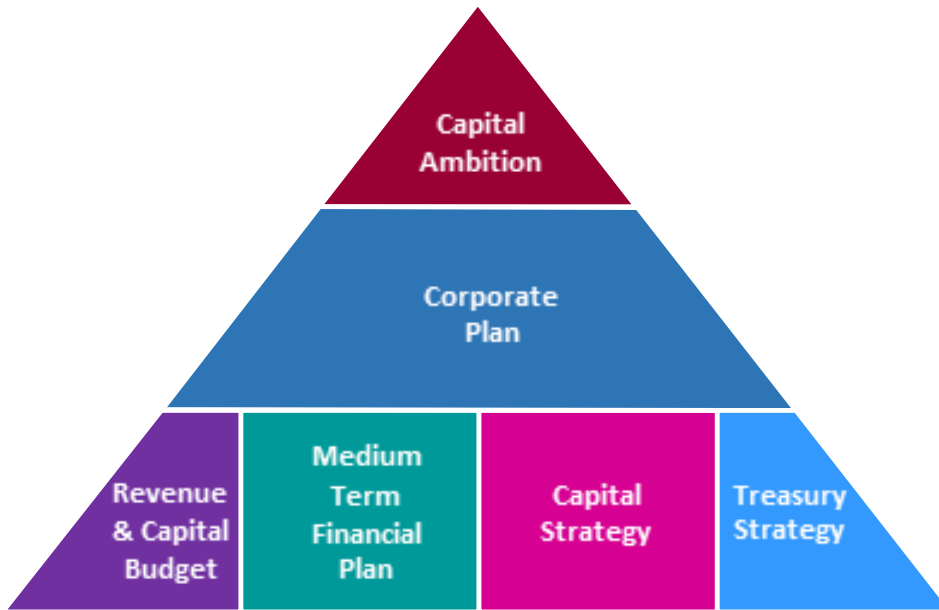 Capital
Ambition
Corporate
Plan
Revenue
& Capital
Budget
Medium
Term
Financial
Plan
Capital
Strategy
Treasury
Strategy